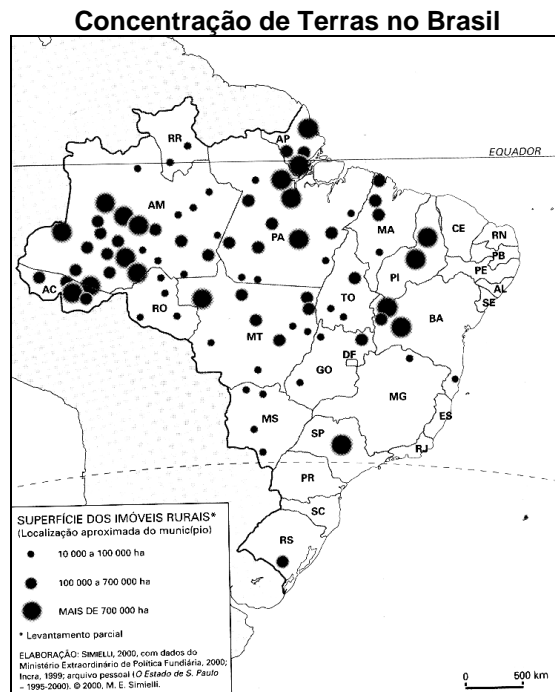 Concentração de Terras no Brasil
RR
AP
EQUADOR
AM
PA
MA
CE
RN
PB
PE
AL
SE
PI
AC
RO
TO
BA
MT
DF
GO
MG
MS
ES
SP
RJ
PR
SC
RS
SUPERFÍCIE DOS IMÓVEIS RURAIS*
(Localização aproximada do município)
10 000 a 100 000 ha
100 000 a 700 000 ha
MAIS DE 700 000 ha
* Levantamento parcial
ELABORAÇÃO: SIMIELLI, 2000, com dados do
Ministério Extraordinário de Política Fundiária, 2000;
Incra, 1999; arquivo pessoal (O Estado de S. Paulo
– 1995-2000). © 2000, M. E. Simielli.
0 500 km